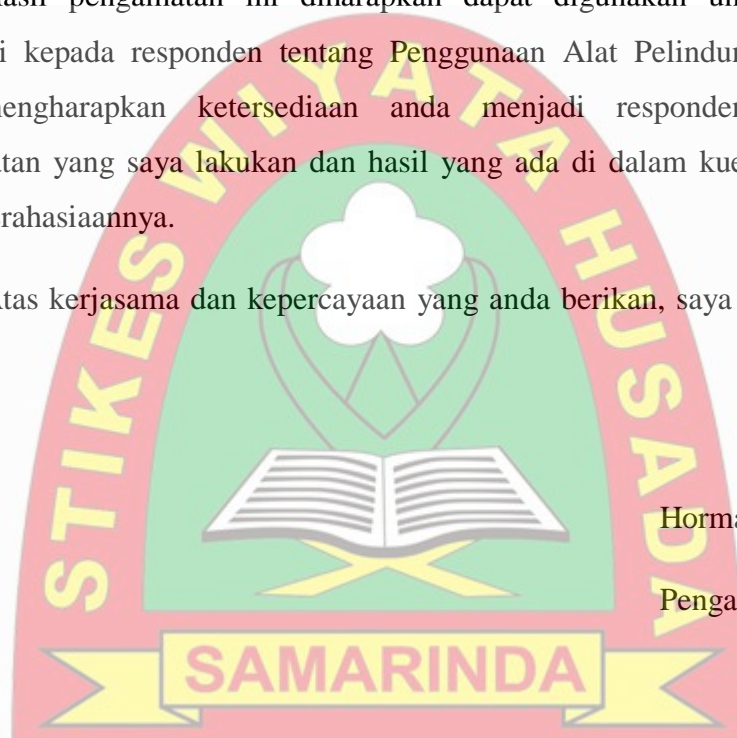 hasil pengamatan ini diharapkan dapat digunakan un
i kepada responden tentang Penggunaan Alat Pelindun
mengharapkan ketersediaan anda menjadi responden
atan yang saya lakukan dan hasil yang ada di dalam kue
erahasiaannya.
Atas kerjasama dan kepercayaan yang anda berikan, saya
Horma
Penga
STIKES WIYATA HUSADA
SAMARINDA